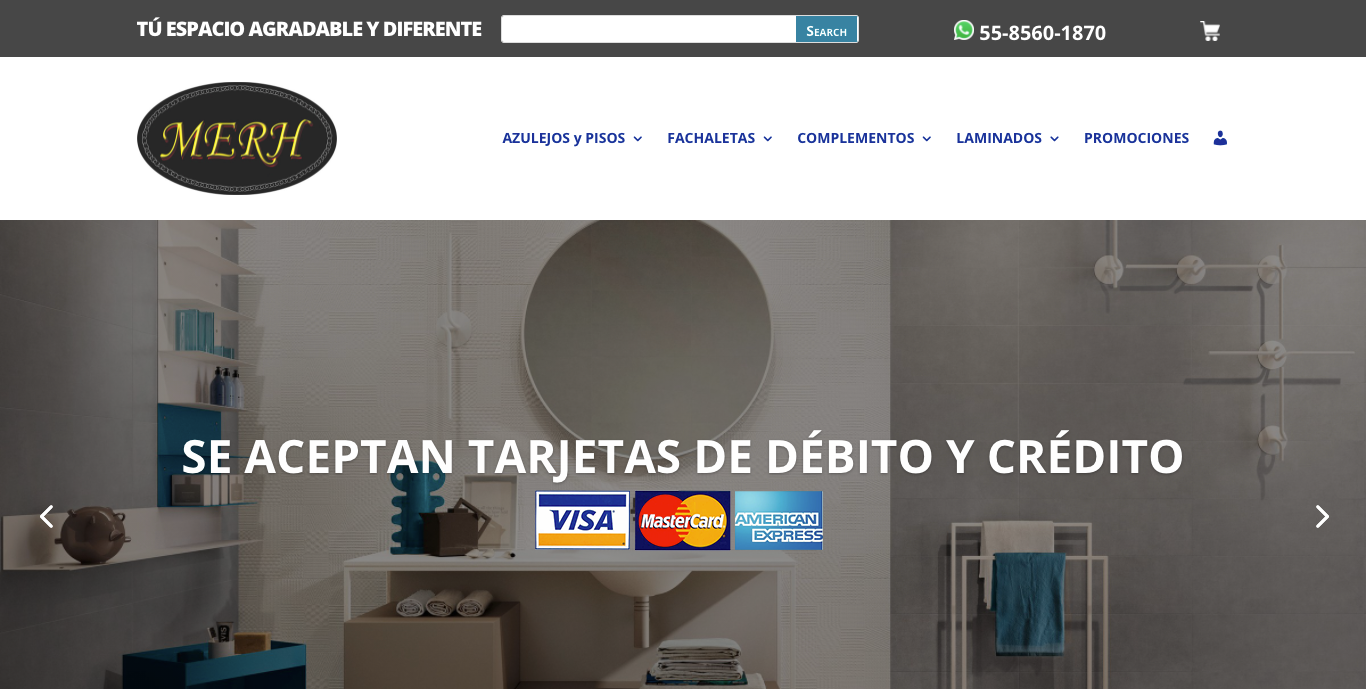 TÚ ESPACIO AGRADABLE Y DIFERENTE
Search
55-8560-1870
MERH
AZULEJOS y PISOS
FACHALETAS
COMPLEMENTOS
LAMINADOS
PROMOCIONES
SE ACEPTAN TARJETAS DE DÉBITO Y CRÉDITO
VISA
MasterCard
AMERICAN
EXPRESS